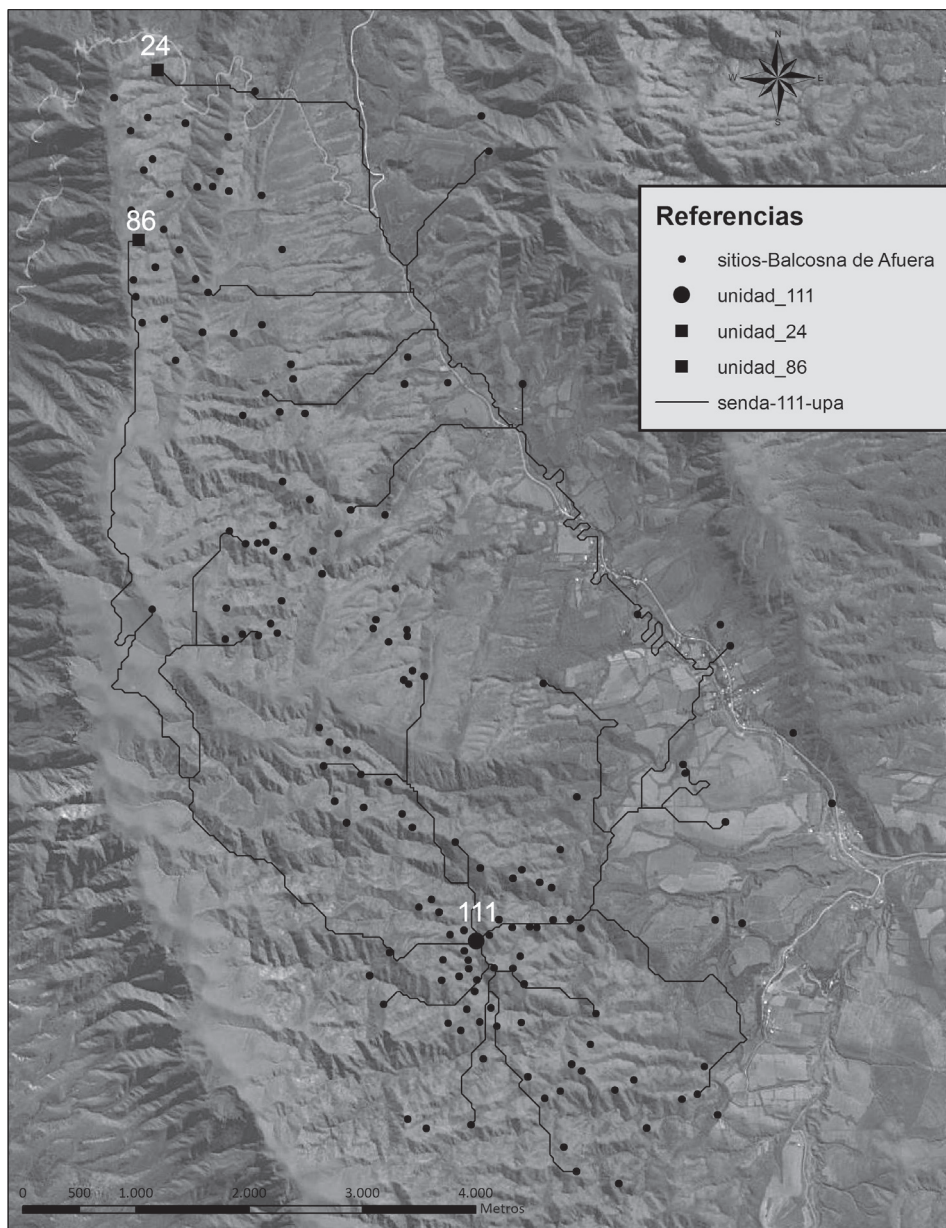 24
N
W E
S
86
Referencias
sitios-Balcosna de Afuera
unidad_111
unidad_24
unidad_86
senda-111-upa
111
0 500 1.000 2.000 3.000 4.000
Metros